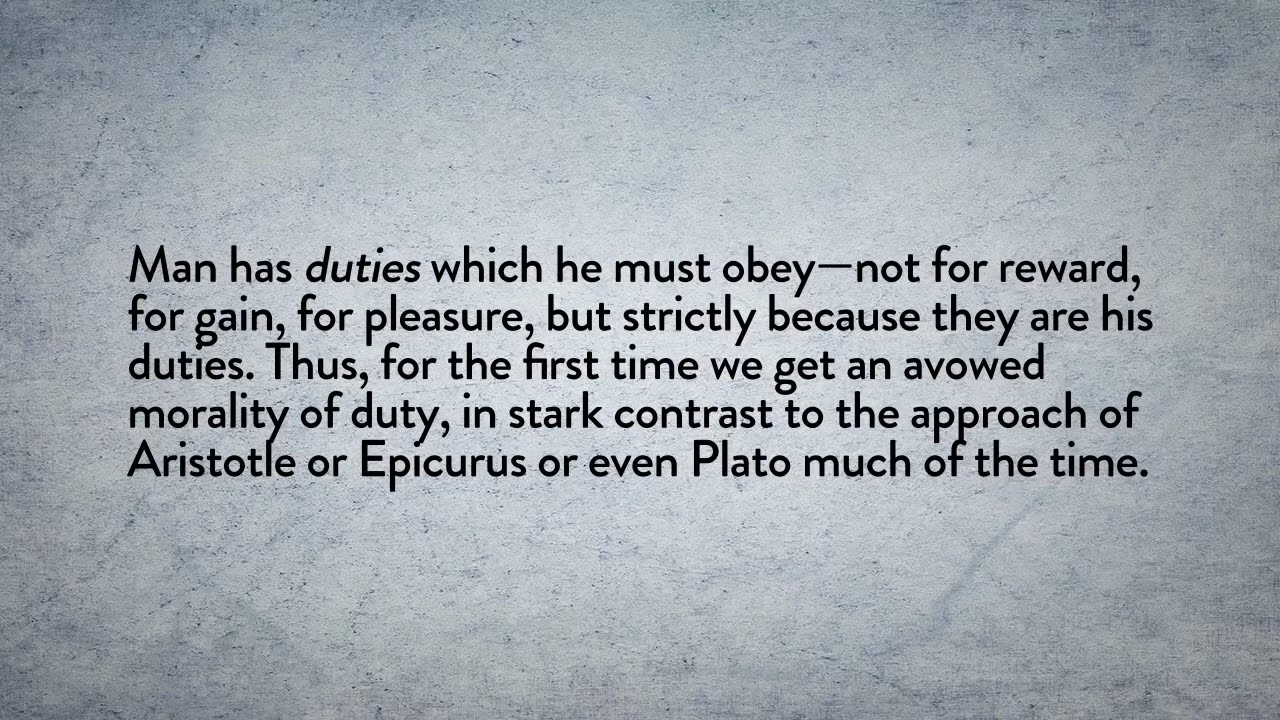 Man has duties which he must obey—not for reward,
for gain, for pleasure, but strictly because they are his
duties. Thus, for the first time we get an avowed
morality of duty, in stark contrast to the approach of
Aristotle or Epicurus or even Plato much of the time.